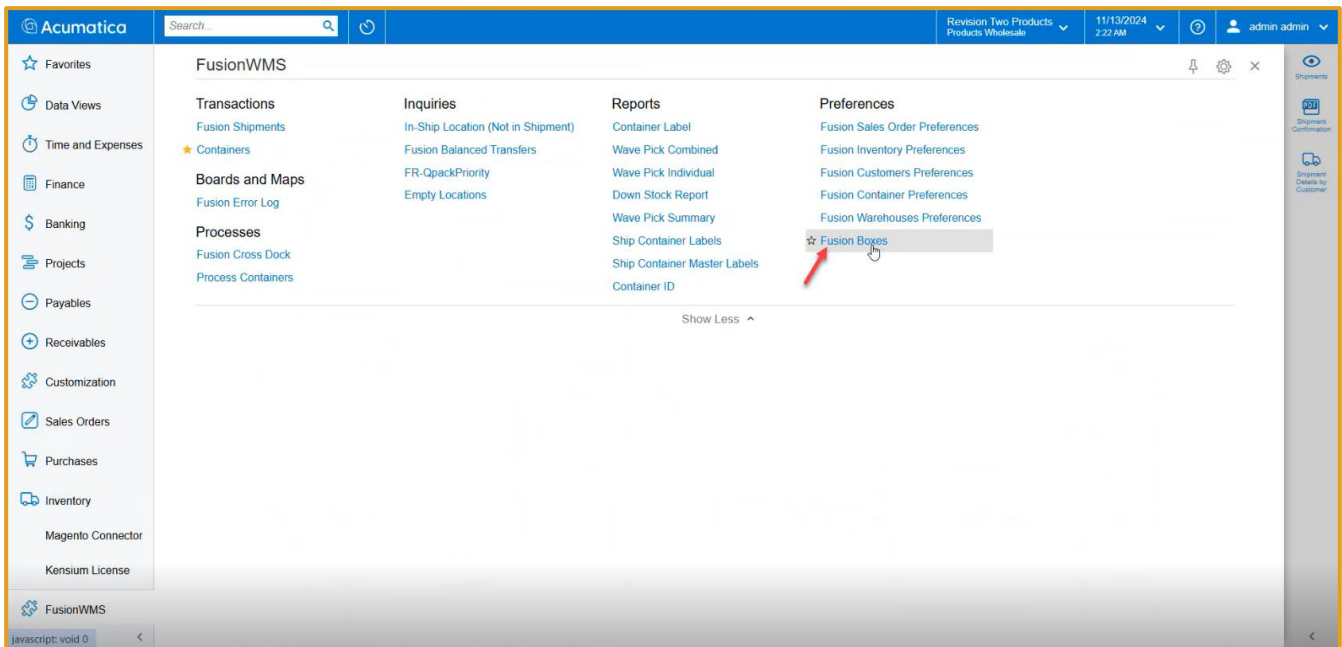 Acumatica
Search...
Revision Two Products
Products Wholesale
11/13/2024
2:22 AM
admin admin
Favorites
Data Views
Time and Expenses
Finance
Banking
Projects
Payables
Receivables
Customization
Sales Orders
Purchases
Inventory
Magento Connector
Kensium License
FusionWMS
javascript: void 0
FusionWMS
Transactions
Fusion Shipments
Containers
Boards and Maps
Fusion Error Log
Processes
Fusion Cross Dock
Process Containers
Inquiries
In-Ship Location (Not in Shipment)
Fusion Balanced Transfers
FR-QpackPriority
Empty Locations
Reports
Container Label
Wave Pick Combined
Wave Pick Individual
Down Stock Report
Wave Pick Summary
Ship Container Labels
Ship Container Master Labels
Container ID
Preferences
Fusion Sales Order Preferences
Fusion Inventory Preferences
Fusion Customers Preferences
Fusion Container Preferences
Fusion Warehouses Preferences
Fusion Boxes
Show Less
Shipments
Shipment
Confirmation
Shipment
Details by
Customer